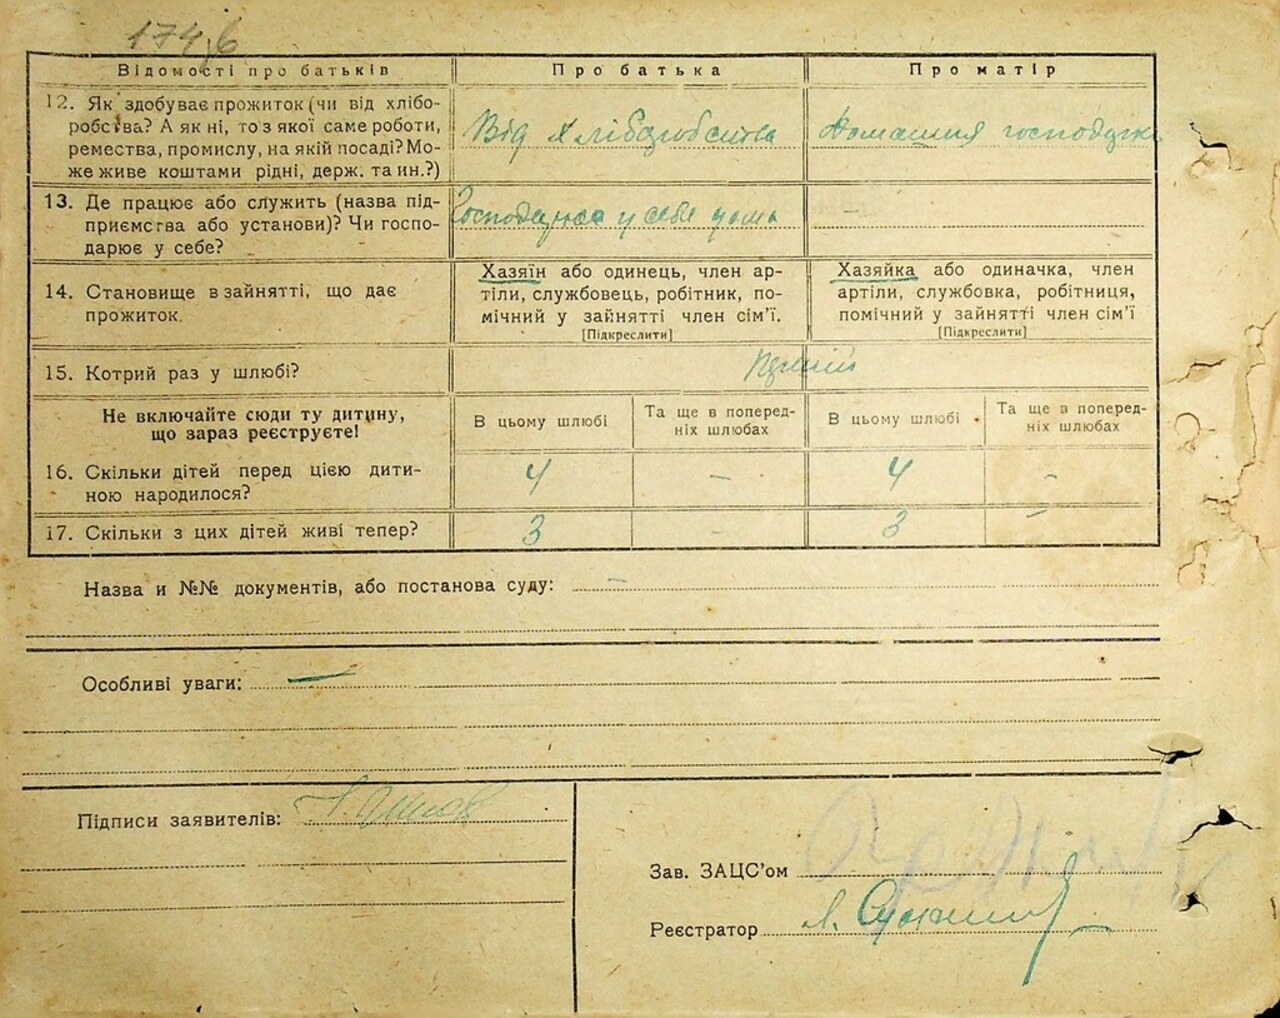 174
Відомості про батьків
Про батька
Про матір
12. Як здобуває прожиток (чи від хлібо-
робства? А як ні, то з якої саме роботи,
ремества, промислу, на якій посаді? Мо-
же живе коштами рідні, держ. та ин.?)
Від хліборобства
Домашня господарка
13. Де працює або служить (назва під-
приємства або установи)? Чи госпо-
дарює у себе?
Господарює у себе дома
-
14. Становище в зайнятті, що дає
прожиток.
Хазяїн або одинець, член ар-
тіли, службовець, робітник, по-
мічний у зайнятті член сім'ї.
[Підкреслити]
Хазяйка або одиначка, член
артіли, службовка, робітниця,
помічний у зайнятті член сім'ї
[Підкреслити]
15. Котрий раз у шлюбі?
Не включайте сюди ту дитину,
що зараз реєструєте!
В цьому шлюбі
Та ще в поперед-
ніх шлюбах
В цьому шлюбі
Та ще в поперед-
ніх шлюбах
16. Скільки дітей перед цією дити-
ною народилося?
4 - 4 -
17. Скільки з цих дітей живі тепер?
3 - 3 -
Назва и №№ документів, або постанова суду: -
Особливі уваги: -
Підписи заявителів:
Зав. ЗАЦС'ом
Реєстратор